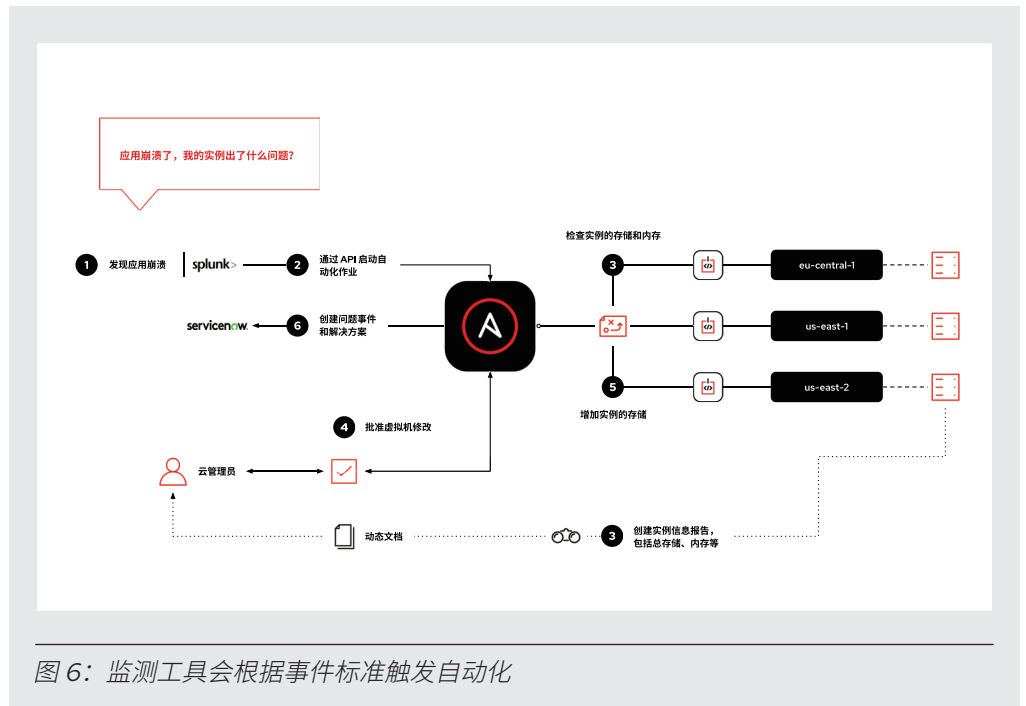 应用崩溃了，我的实例出了什么问题？
检查实例的存储和内存
1 发现应用崩溃
splunk>
2 通过 API 启动自
动化作业
3
eu-central-1
servicenow.
6 创建问题事件
和解决方案
us-east-1
5
us-east-2
增加实例的存储
4 批准虚拟机修改
云管理员
动态文档
3 创建实例信息报告，
包括总存储、内存等
图 6：监测工具会根据事件标准触发自动化